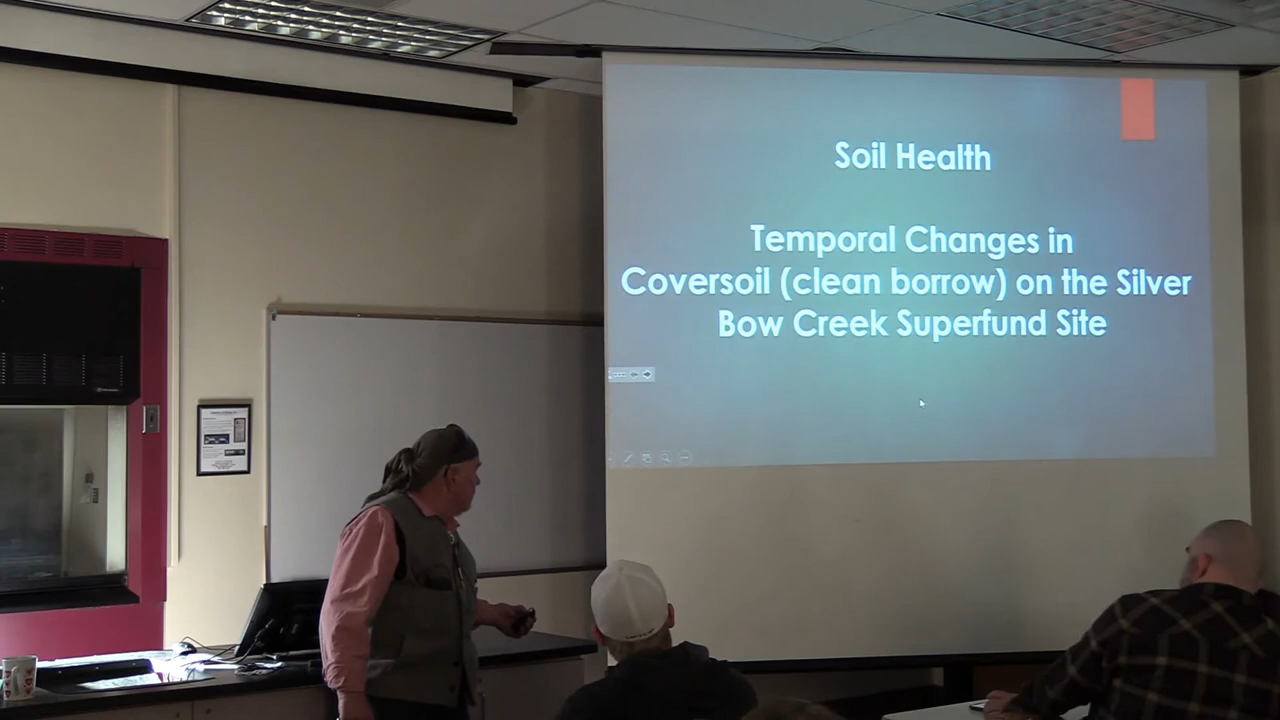 Soil Health
Temporal Changes in
Coversoil (clean borrow) on the Silver
Bow Creek Superfund Site